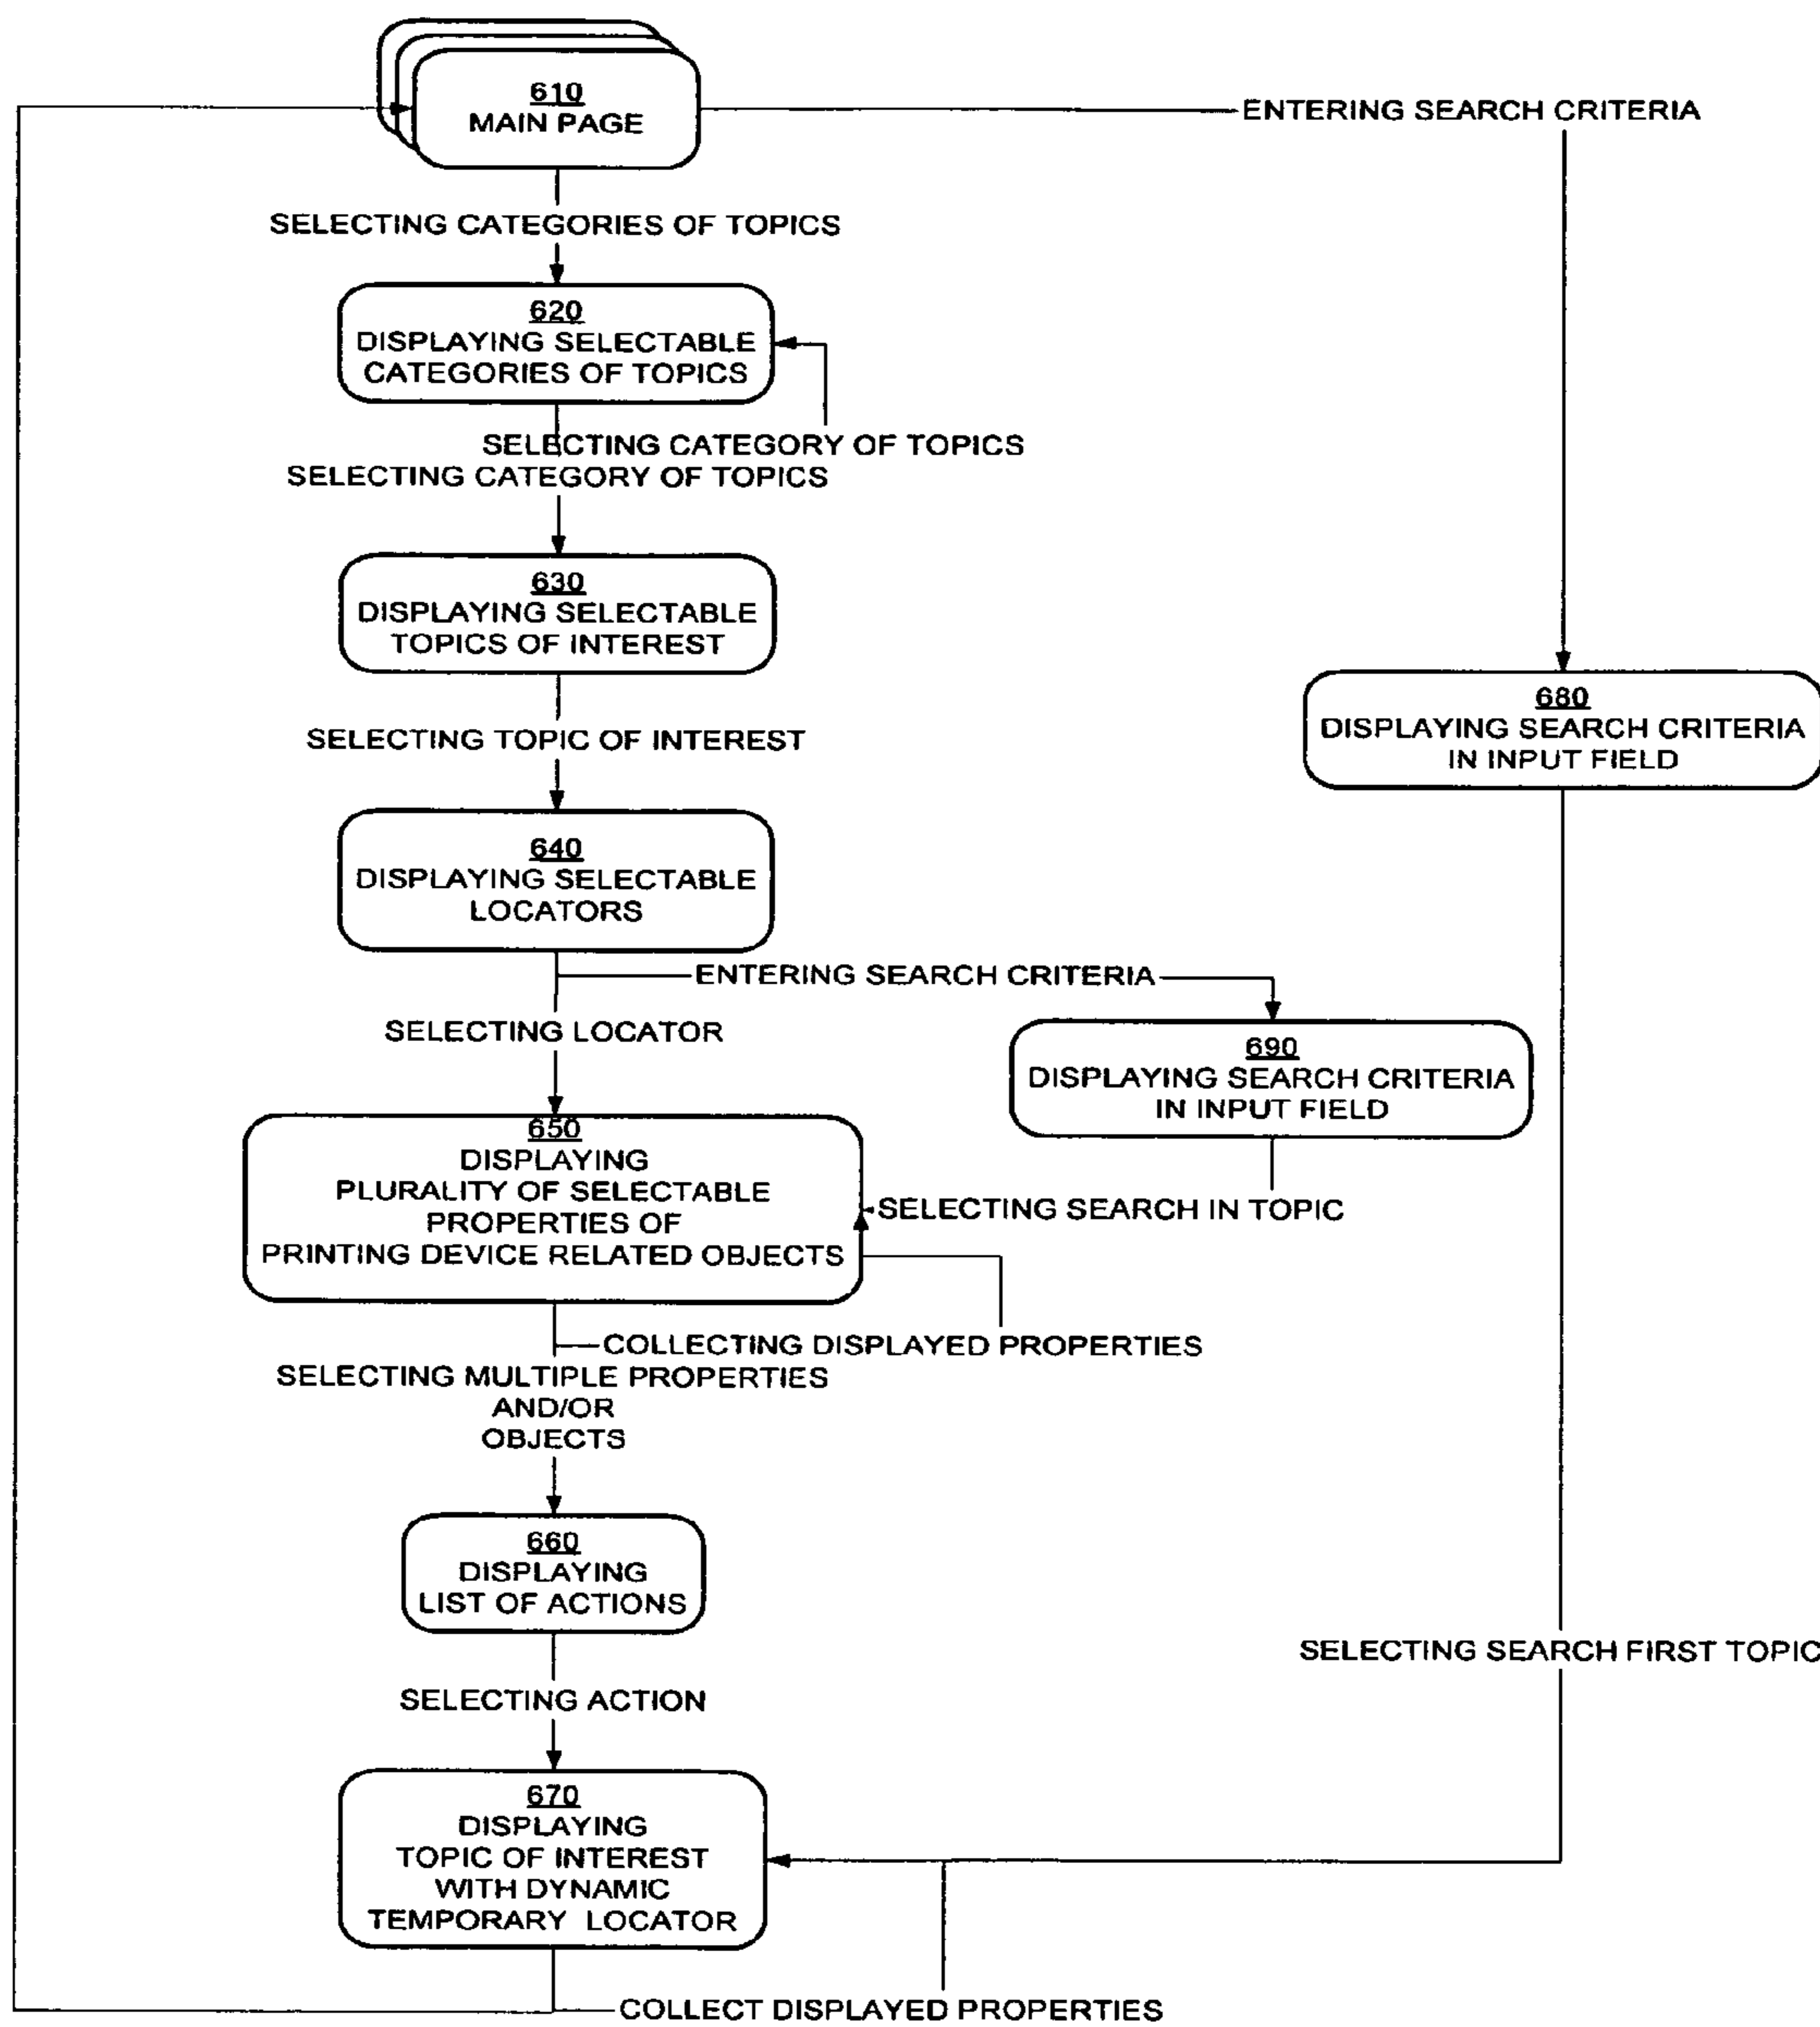 610
MAIN PAGE
ENTERING SEARCH CRITERIA
SELECTING CATEGORIES OF TOPICS
620
DISPLAYING SELECTABLE
CATEGORIES OF TOPICS
SELECTING CATEGORY OF TOPICS
SELECTING CATEGORY OF TOPICS
630
DISPLAYING SELECTABLE
TOPICS OF INTEREST
680
DISPLAYING SEARCH CRITERIA
IN INPUT FIELD
SELECTING TOPIC OF INTEREST
640
DISPLAYING SELECTABLE
LOCATORS
ENTERING SEARCH CRITERIA
SELECTING LOCATOR
690
DISPLAYING SEARCH CRITERIA
IN INPUT FIELD
650
DISPLAYING
PLURALITY OF SELECTABLE
PROPERTIES OF
PRINTING DEVICE RELATED OBJECTS
SELECTING SEARCH IN TOPIC
COLLECTING DISPLAYED PROPERTIES
SELECTING MULTIPLE PROPERTIES
AND/OR
OBJECTS
660
DISPLAYING
LIST OF ACTIONS
SELECTING SEARCH FIRST TOPIC
SELECTING ACTION
670
DISPLAYING
TOPIC OF INTEREST
WITH DYNAMIC
TEMPORARY LOCATOR
COLLECT DISPLAYED PROPERTIES